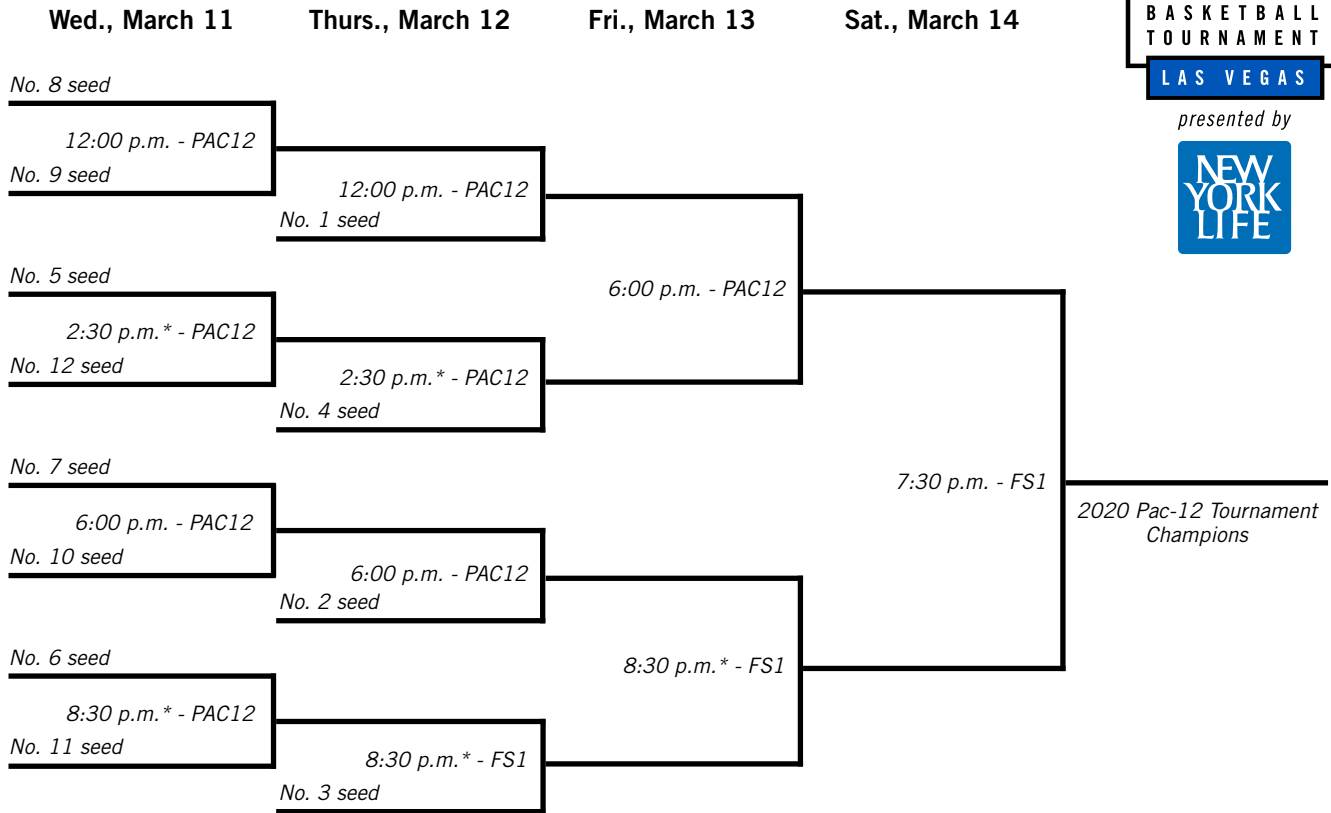 Wed., March 11
Thurs., March 12
Fri., March 13
Sat., March 14
BASKETBALL
TOURNAMENT
LAS VEGAS
presented by
NEW
YORK
LIFE
No. 8 seed
12:00 p.m. - PAC12
No. 9 seed
12:00 p.m. - PAC12
No. 1 seed
No. 5 seed
2:30 p.m.* - PAC12
No. 12 seed
2:30 p.m.* - PAC12
No. 4 seed
6:00 p.m. - PAC12
No. 7 seed
6:00 p.m. - PAC12
No. 10 seed
6:00 p.m. - PAC12
No. 2 seed
No. 6 seed
8:30 p.m.* - PAC12
No. 11 seed
8:30 p.m.* - FS1
No. 3 seed
8:30 p.m.* - FS1
7:30 p.m. - FS1
2020 Pac-12 Tournament
Champions